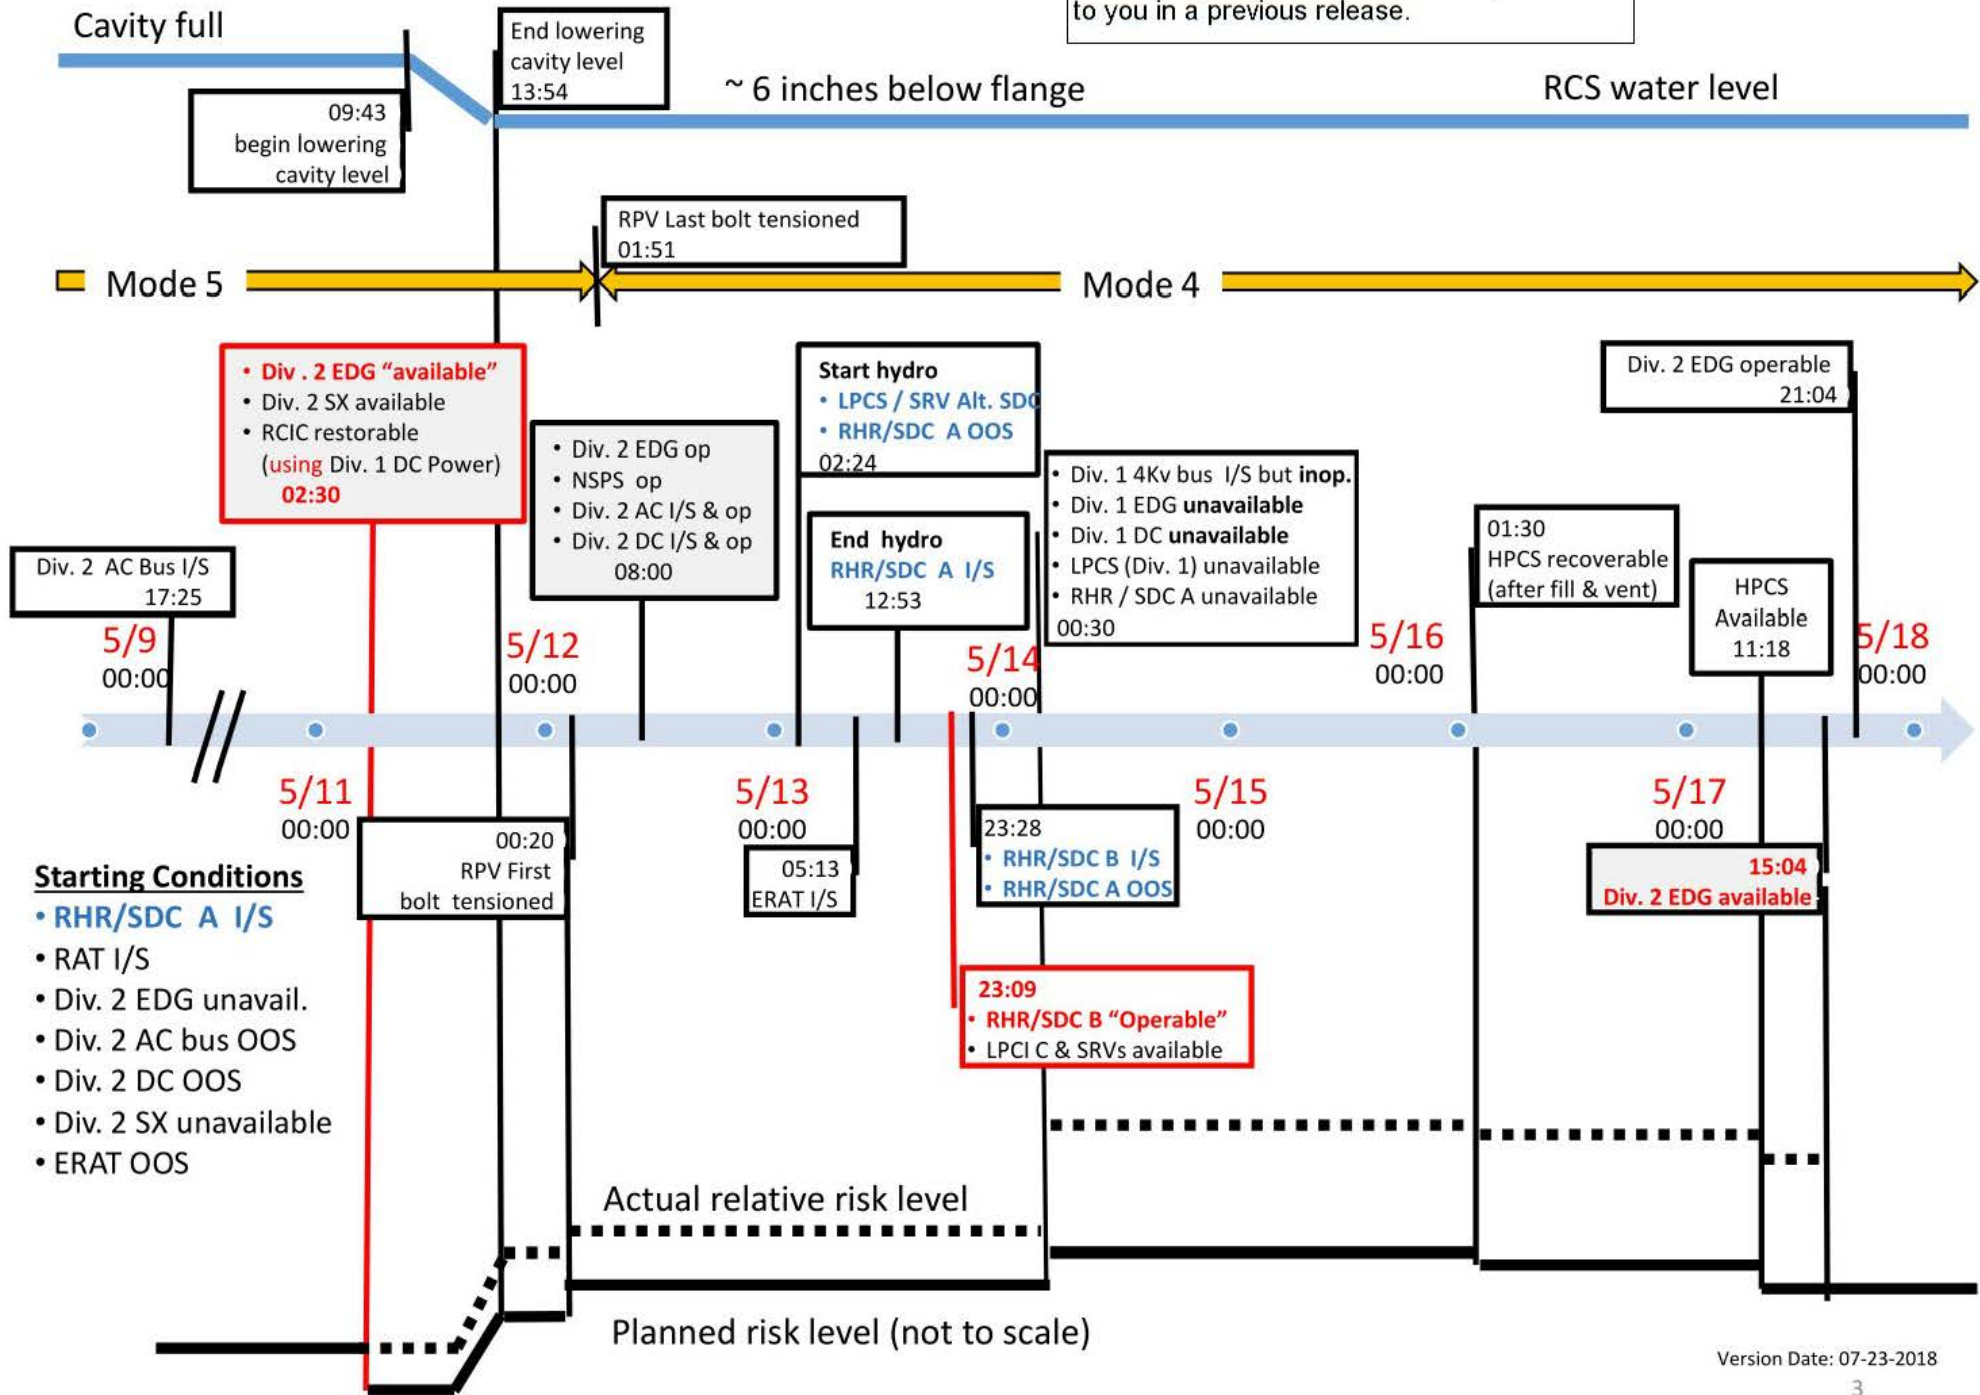 to you in a previous release.
Cavity full
End lowering
cavity level
13:54
~ 6 inches below flange
RCS water level
09:43
begin lowering
cavity level
RPV Last bolt tensioned
01:51
Mode 5
Mode 4
• Div . 2 EDG “available”
• Div. 2 SX available
• RCIC restorable
(using Div. 1 DC Power)
02:30
• Div. 2 EDG op
• NSPS op
• Div. 2 AC I/S & op
• Div. 2 DC I/S & op
08:00
Start hydro
• LPCS / SRV Alt. SDC
• RHR/SDC A OOS
02:24
End hydro
RHR/SDC A I/S
12:53
• Div. 1 4Kv bus I/S but inop.
• Div. 1 EDG unavailable
• Div. 1 DC unavailable
• LPCS (Div. 1) unavailable
• RHR / SDC A unavailable
00:30
Div. 2 EDG operable
21:04
01:30
HPCS recoverable
(after fill & vent)
HPCS
Available
11:18
Div. 2 AC Bus I/S
17:25
5/9
00:00
5/12
00:00
5/14
00:00
5/16
00:00
5/18
00:00
5/11
00:00
5/13
00:00
5/15
00:00
5/17
00:00
00:20
RPV First
bolt tensioned
05:13
ERAT I/S
23:28
• RHR/SDC B I/S
• RHR/SDC A OOS
15:04
Div. 2 EDG available
23:09
• RHR/SDC B “Operable”
• LPCI C & SRVs available
Starting Conditions
• RHR/SDC A I/S
• RAT I/S
• Div. 2 EDG unavail.
• Div. 2 AC bus OOS
• Div. 2 DC OOS
• Div. 2 SX unavailable
• ERAT OOS
Actual relative risk level
Planned risk level (not to scale)
Version Date: 07-23-2018
3